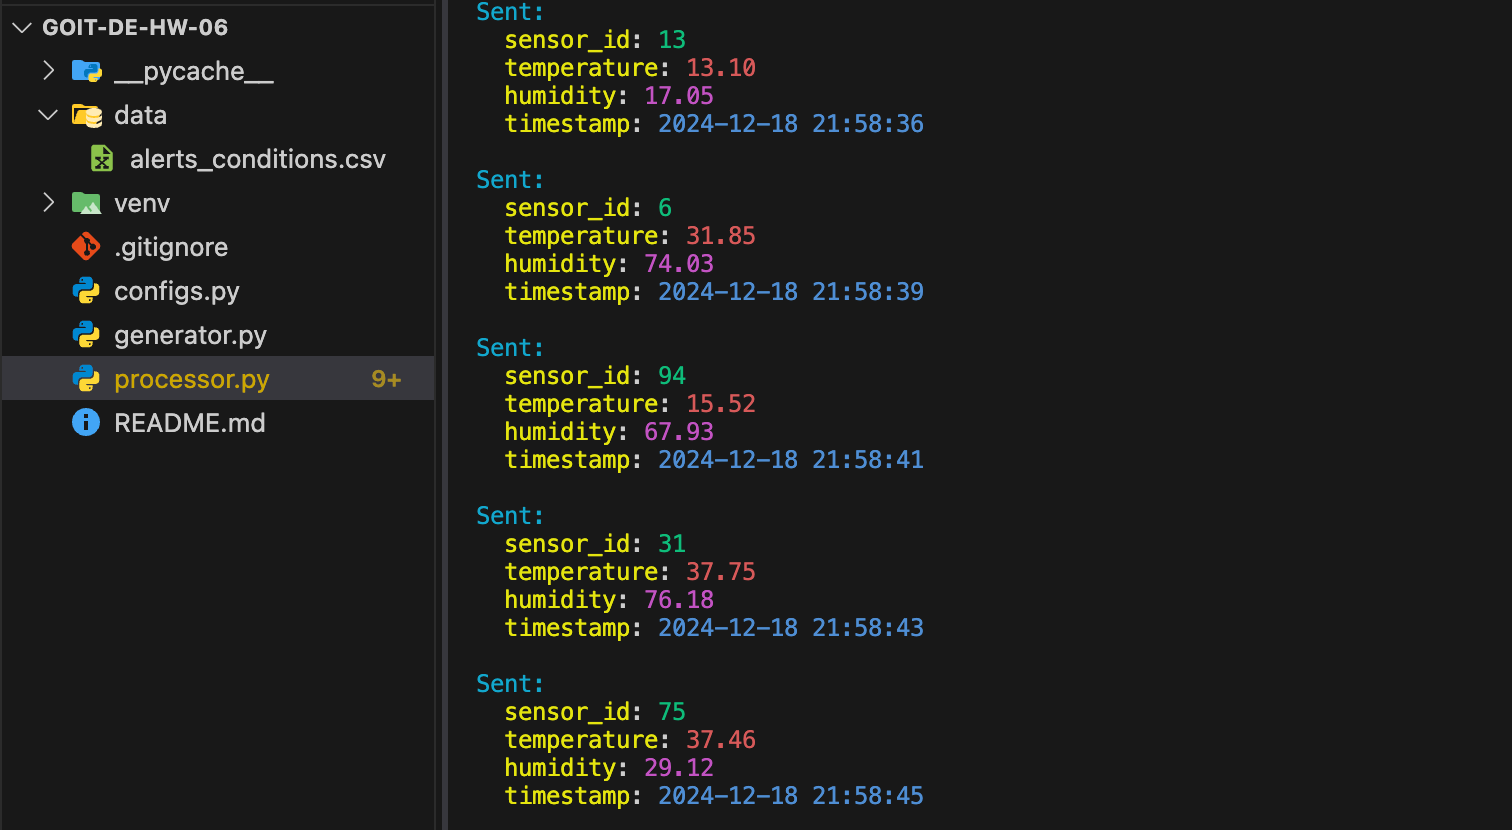 GOIT-DE-HW-06
__pycache__
data
alerts_conditions.csv
venv
.gitignore
configs.py
generator.py
processor.py 9+
README.md
Sent:
sensor_id: 13
temperature: 13.10
humidity: 17.05
timestamp: 2024-12-18 21:58:36
Sent:
sensor_id: 6
temperature: 31.85
humidity: 74.03
timestamp: 2024-12-18 21:58:39
Sent:
sensor_id: 94
temperature: 15.52
humidity: 67.93
timestamp: 2024-12-18 21:58:41
Sent:
sensor_id: 31
temperature: 37.75
humidity: 76.18
timestamp: 2024-12-18 21:58:43
Sent:
sensor_id: 75
temperature: 37.46
humidity: 29.12
timestamp: 2024-12-18 21:58:45